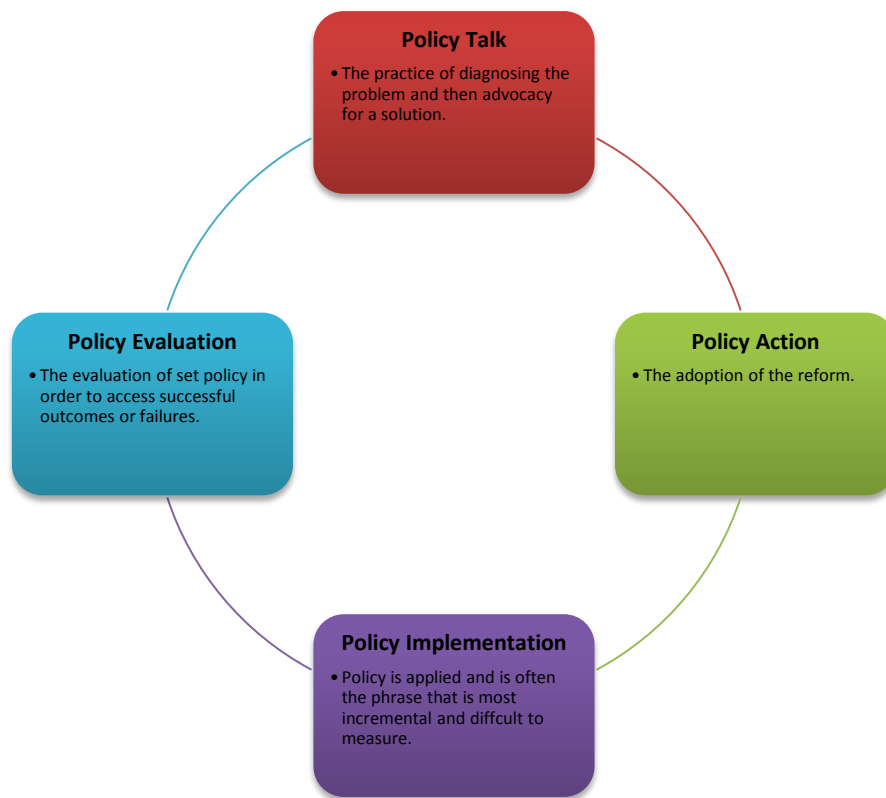 Policy Talk
• The practice of diagnosing the
problem and then advocacy
for a solution.
Policy Evaluation
• The evaluation of set policy in
order to access successful
outcomes or failures.
Policy Action
• The adoption of the reform.
Policy Implementation
• Policy is applied and is often
the phrase that is most
incremental and diffcult to
measure.